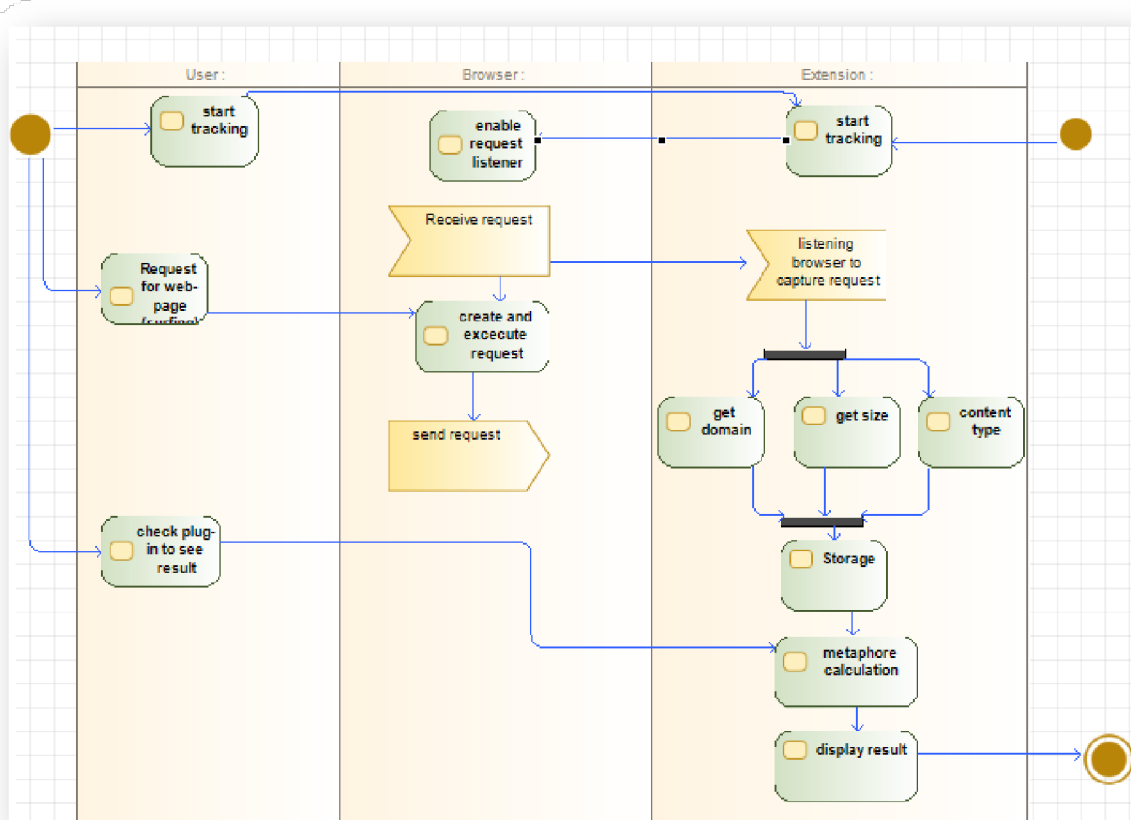 User :
Browser :
Extension :
start
tracking
enable
request
listener
start
tracking
Receive request
listening
browser to
capture request
Request
for web-
page
(surfing)
create and
excecute
request
get
domain
get size
content
type
send request
check plug-
in to see
result
Storage
metaphore
calculation
display result